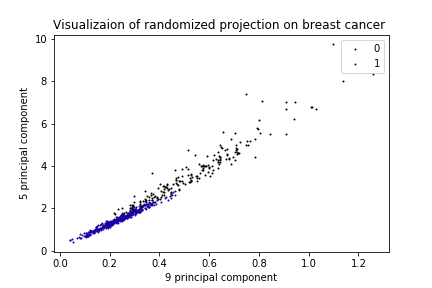 Visualizaion of randomized projection on breast cancer
0
1
10
8
6
4
2
0
5 principal component
0.0 0.2 0.4 0.6 0.8 1.0 1.2
9 principal component